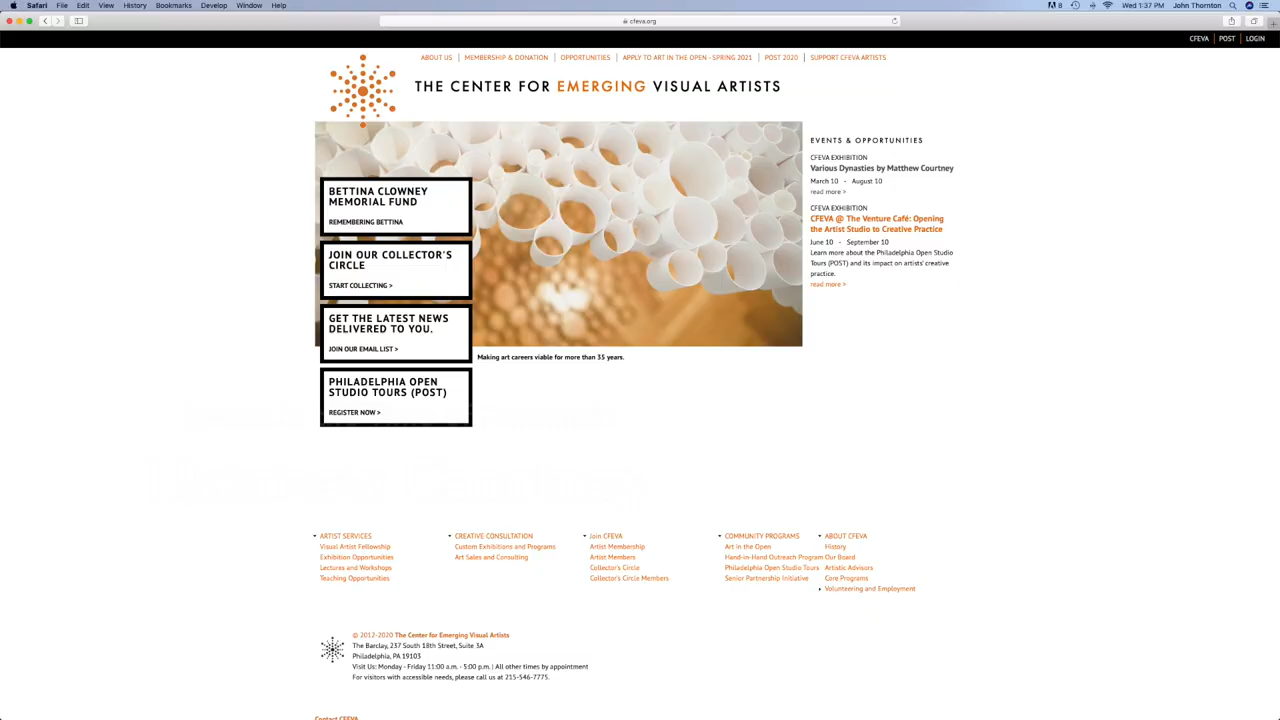 Safari File Edit View History Bookmarks Develop Window Help
8 Wed 1:37 PM John Thornton
cfeva.org
CFEVA POST LOGIN
ABOUT US MEMBERSHIP & DONATION OPPORTUNITIES APPLY TO ART IN THE OPEN - SPRING 2021 POST 2020 SUPPORT CFEVA ARTISTS
THE CENTER FOR EMERGING VISUAL ARTISTS
BETTINA CLOWNEY
MEMORIAL FUND
REMEMBERING BETTINA
JOIN OUR COLLECTOR'S
CIRCLE
START COLLECTING >
GET THE LATEST NEWS
DELIVERED TO YOU.
JOIN OUR EMAIL LIST >
PHILADELPHIA OPEN
STUDIO TOURS (POST)
REGISTER NOW >
Making art careers viable for more than 35 years.
EVENTS & OPPORTUNITIES
CFEVA EXHIBITION
Various Dynasties by Matthew Courtney
March 10 - August 10
read more >
CFEVA EXHIBITION
CFEVA @ The Venture Café: Opening
the Artist Studio to Creative Practice
June 10 - September 10
Learn more about the Philadelphia Open Studio
Tours (POST) and its impact on artists' creative
practice.
read more >
ARTIST SERVICES
Visual Artist Fellowship
Exhibition Opportunities
Lectures and Workshops
Teaching Opportunities
CREATIVE CONSULTATION
Custom Exhibitions and Programs
Art Sales and Consulting
Join CFEVA
Artist Membership
Artist Members
Collector's Circle
Collector's Circle Members
COMMUNITY PROGRAMS
Art in the Open
Hand-in-Hand Outreach Program
Philadelphia Open Studio Tours
Senior Partnership Initiative
ABOUT CFEVA
History
Our Board
Artistic Advisors
Core Programs
Volunteering and Employment
© 2012-2020 The Center for Emerging Visual Artists
The Barclay, 237 South 18th Street, Suite 3A
Philadelphia, PA 19103
Visit Us: Monday - Friday 11:00 a.m. - 5:00 p.m. | All other times by appointment
For visitors with accessible needs, please call us at 215-546-7775.
Contact CFEVA